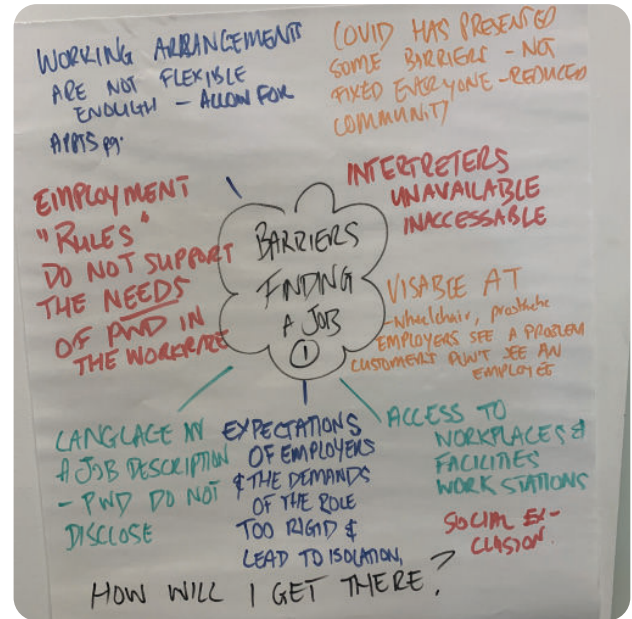 WORKING ARRANGEMENTS
ARE NOT FLEXIBLE
ENOUGH - ALLOW FOR
APPTS eg.
COVID HAS PRESENTED
SOME BARRIERS - NOT
FIXED EVERYONE - REDUCED
COMMUNITY
EMPLOYMENT
"RULES"
DO NOT SUPPORT
THE NEEDS
OF PWD IN
THE WORKPLACE
BARRIERS
FINDING
A JOB
1
INTERPRETERS
UNAVAILABLE
INACCESSABLE
VISABLE AT
- wheelchair, prosthetic
EMPLOYERS SEE A PROBLEM
CUSTOMERS DON'T SEE AN
EMPLOYEE
LANGUAGE IN
A JOB DESCRIPTION
- PWD DO NOT
DISCLOSE
EXPECTATIONS
OF EMPLOYERS
& THE DEMANDS
OF THE ROLE
TOO RIGID &
LEAD TO ISOLATION,
ACCESS TO
WORKPLACES &
FACILITIES
WORK STATIONS
SOCIAL EX-
CLUSION.
HOW WILL I GET THERE?